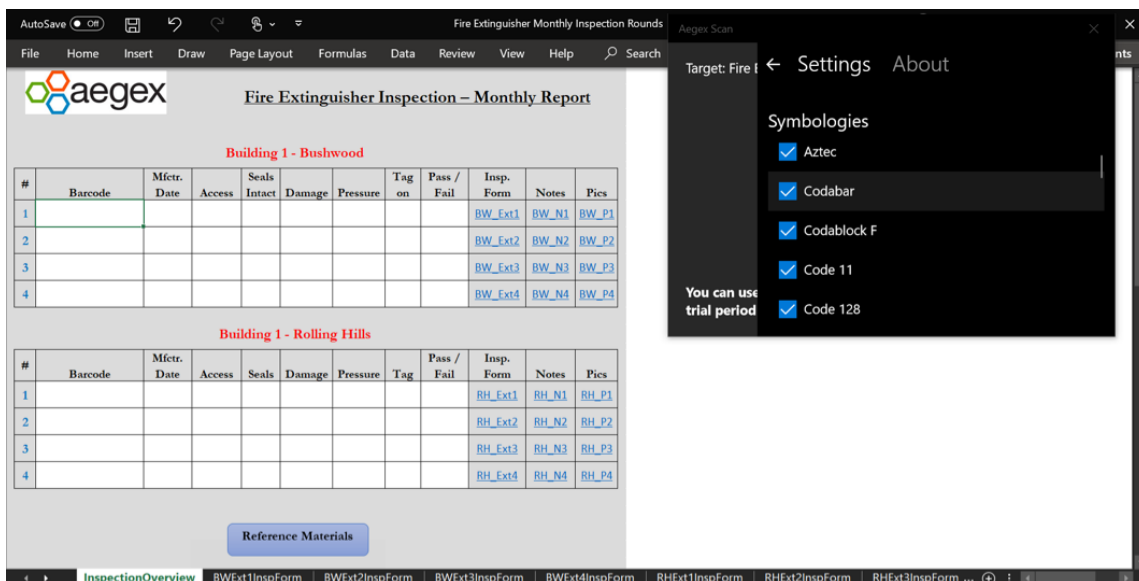 AutoSave Off Fire Extinguisher Monthly Inspection Rounds
File Home Insert Draw Page Layout Formulas Data Review View Help Search nts
aegex
Fire Extinguisher Inspection – Monthly Report
Building 1 - Bushwood
# Barcode Mfctr. Date Access Seals Intact Damage Pressure Tag on Pass / Fail Insp. Form Notes Pics
1 BW_Ext1 BW_N1 BW_P1
2 BW_Ext2 BW_N2 BW_P2
3 BW_Ext3 BW_N3 BW_P3
4 BW_Ext4 BW_N4 BW_P4
Building 1 - Rolling Hills
# Barcode Mfctr. Date Access Seals Damage Pressure Tag Pass / Fail Insp. Form Notes Pics
1 RH_Ext1 RH_N1 RH_P1
2 RH_Ext2 RH_N2 RH_P2
3 RH_Ext3 RH_N3 RH_P3
4 RH_Ext4 RH_N4 RH_P4
Reference Materials
InspectionOverview BWExt1InspForm BWExt2InspForm BWExt3InspForm BWExt4InspForm RHExt1InspForm RHExt2InspForm RHExt3InspForm ...
Aegex Scan
Target: Fire E
Settings About
Symbologies
Aztec
Codabar
Codablock F
Code 11
Code 128
You can use
trial period